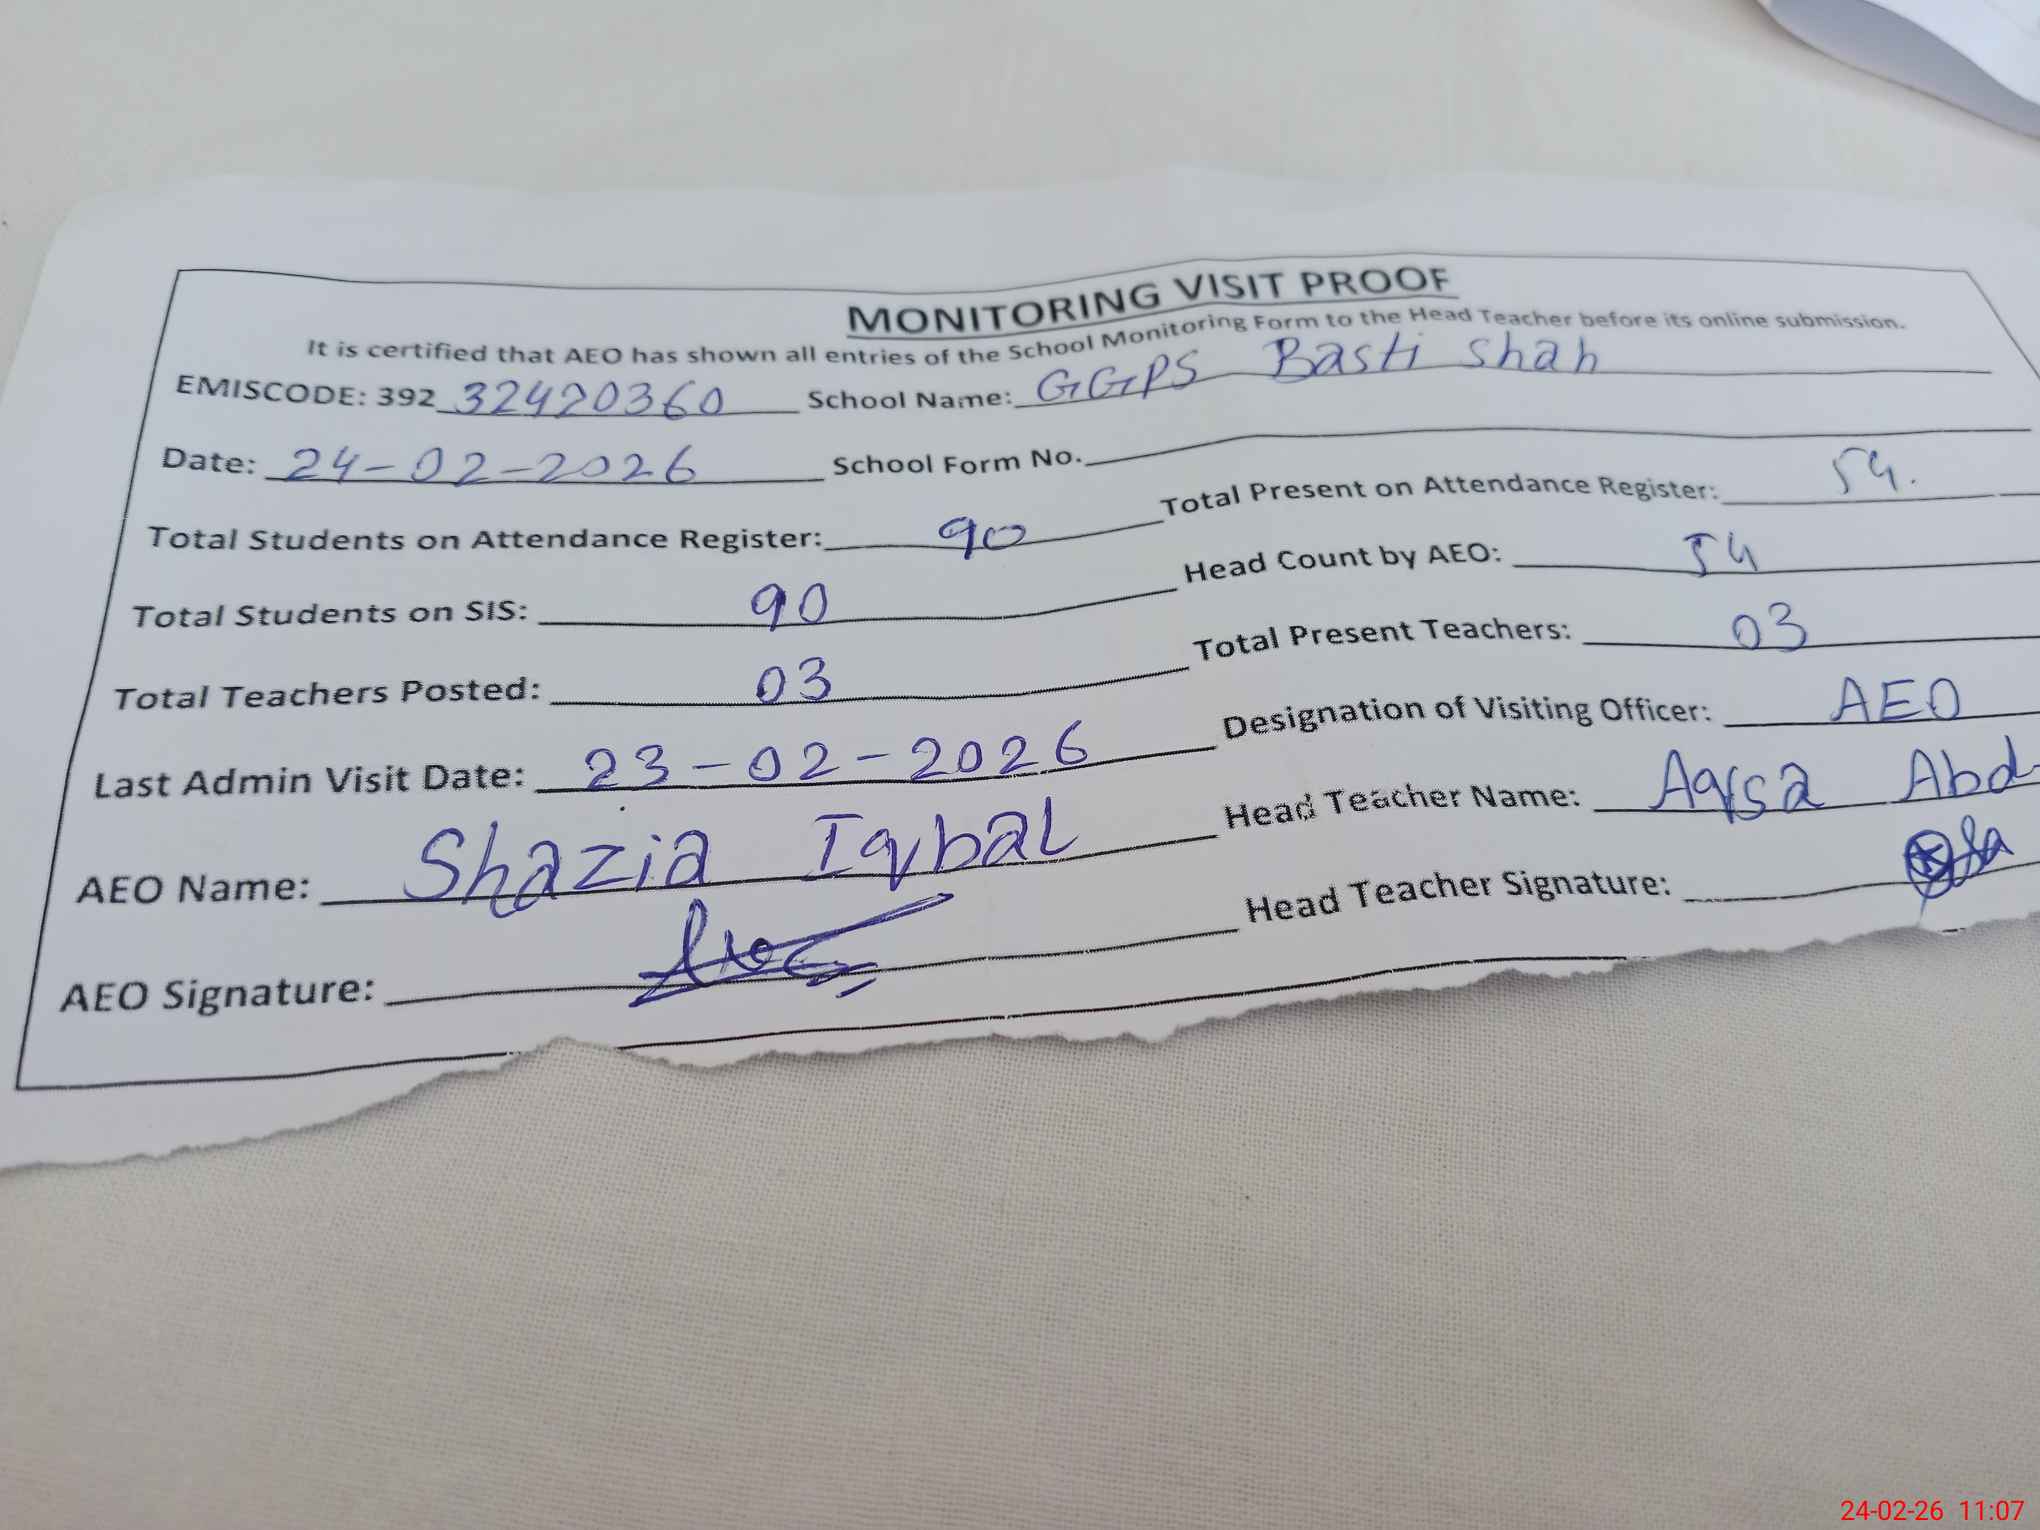 MONITORING VISIT PROOF
It is certified that AEO has shown all entries of the School Monitoring Form to the Head Teacher before its online submission.
EMISCODE: 392 32420360 School Name: GGPS Basti Shah
Date: 24-02-2026 School Form No.
Total Students on Attendance Register: 90 Total Present on Attendance Register: 54.
Total Students on SIS: 90 Head Count by AEO: 54
Total Teachers Posted: 03 Total Present Teachers: 03
Last Admin Visit Date: 23-02-2026 Designation of Visiting Officer: AEO
AEO Name: Shazia Iqbal Head Teacher Name: Aqsa Abd
AEO Signature: Head Teacher Signature:
24-02-26 11:07